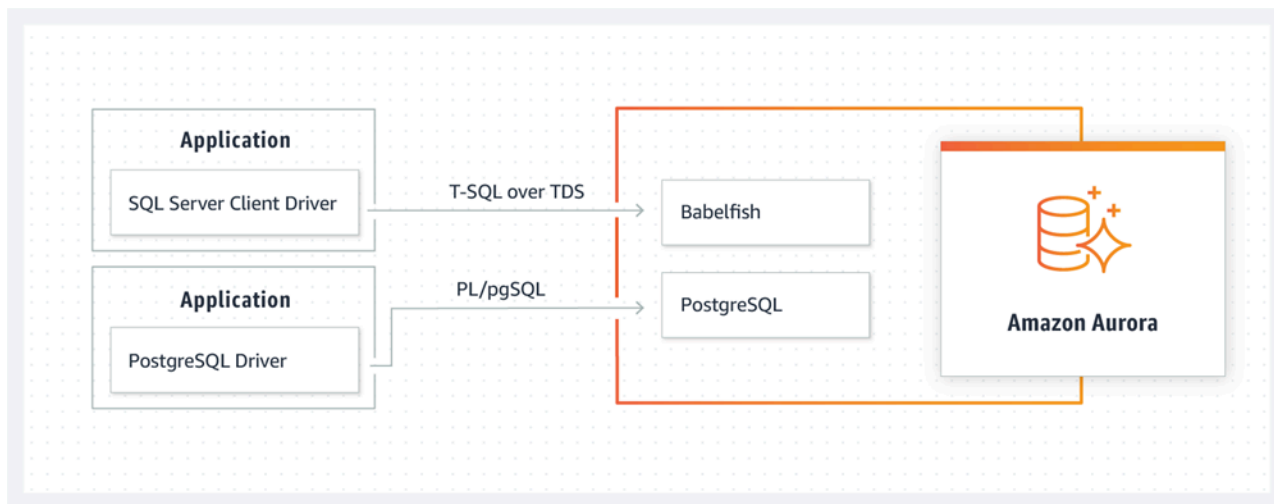 Application
SQL Server Client Driver
T-SQL over TDS
Babelfish
Application
PostgreSQL Driver
PL/pgSQL
PostgreSQL
Amazon Aurora